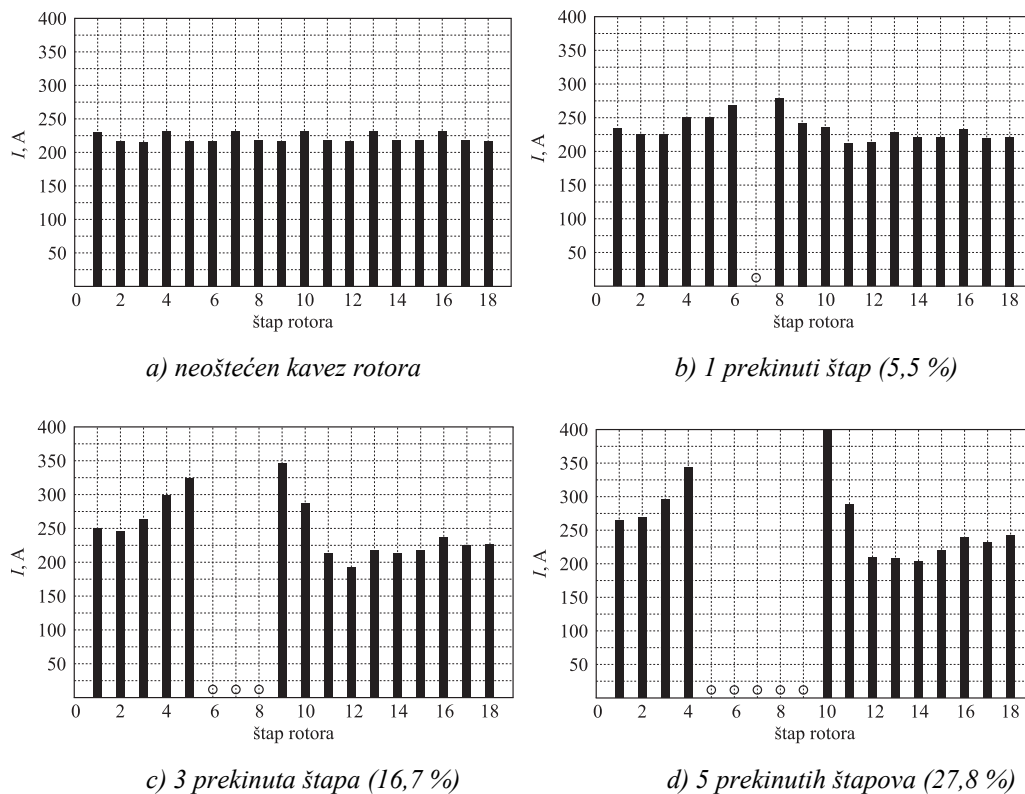 400
350
300
250
200
150
100
50
I, A
0 2 4 6 8 10 12 14 16 18
štap rotora
a) neoštećen kavez rotora
400
350
300
250
200
150
100
50
I, A
0 2 4 6 8 10 12 14 16 18
štap rotora
b) 1 prekinuti štap (5,5 %)
400
350
300
250
200
150
100
50
I, A
0 2 4 6 8 10 12 14 16 18
štap rotora
c) 3 prekinuta štapa (16,7 %)
400
350
300
250
200
150
100
50
I, A
0 2 4 6 8 10 12 14 16 18
štap rotora
d) 5 prekinutih štapova (27,8 %)